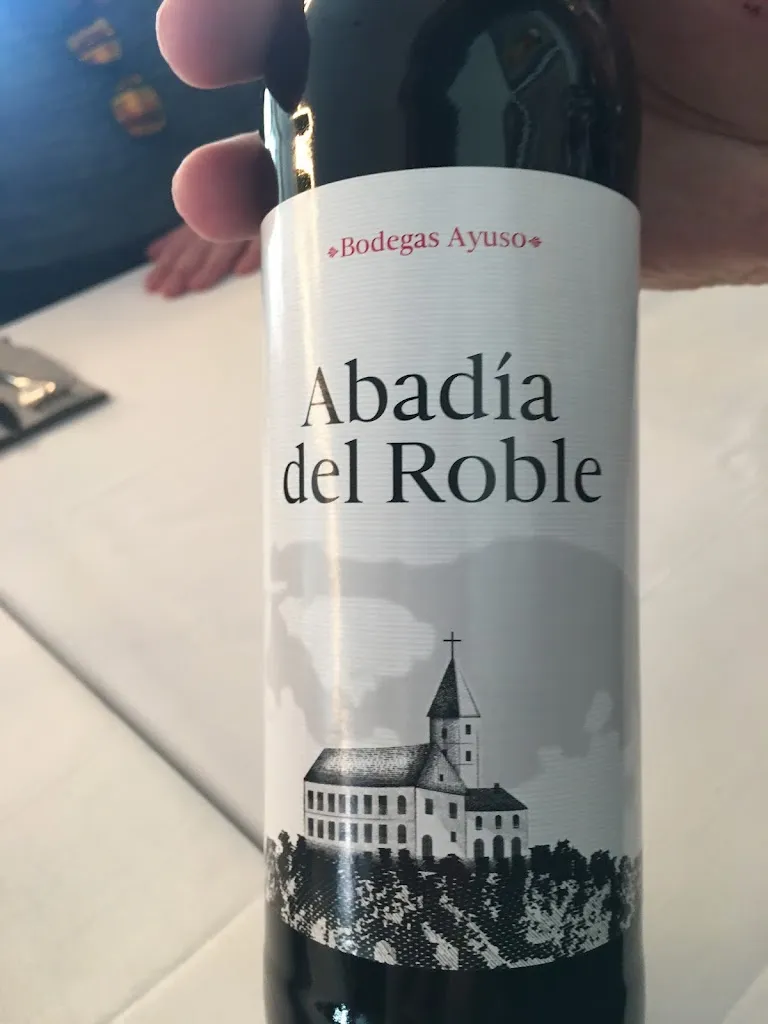 Bodegas Ayuso
Abadía
del Roble